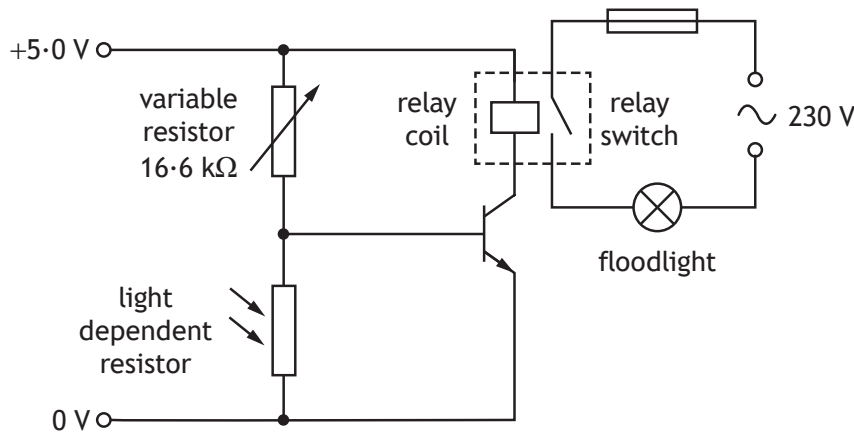 +5·0 V
variable
resistor
16·6 kΩ
relay
coil
relay
switch
230 V
floodlight
light
dependent
resistor
0 V